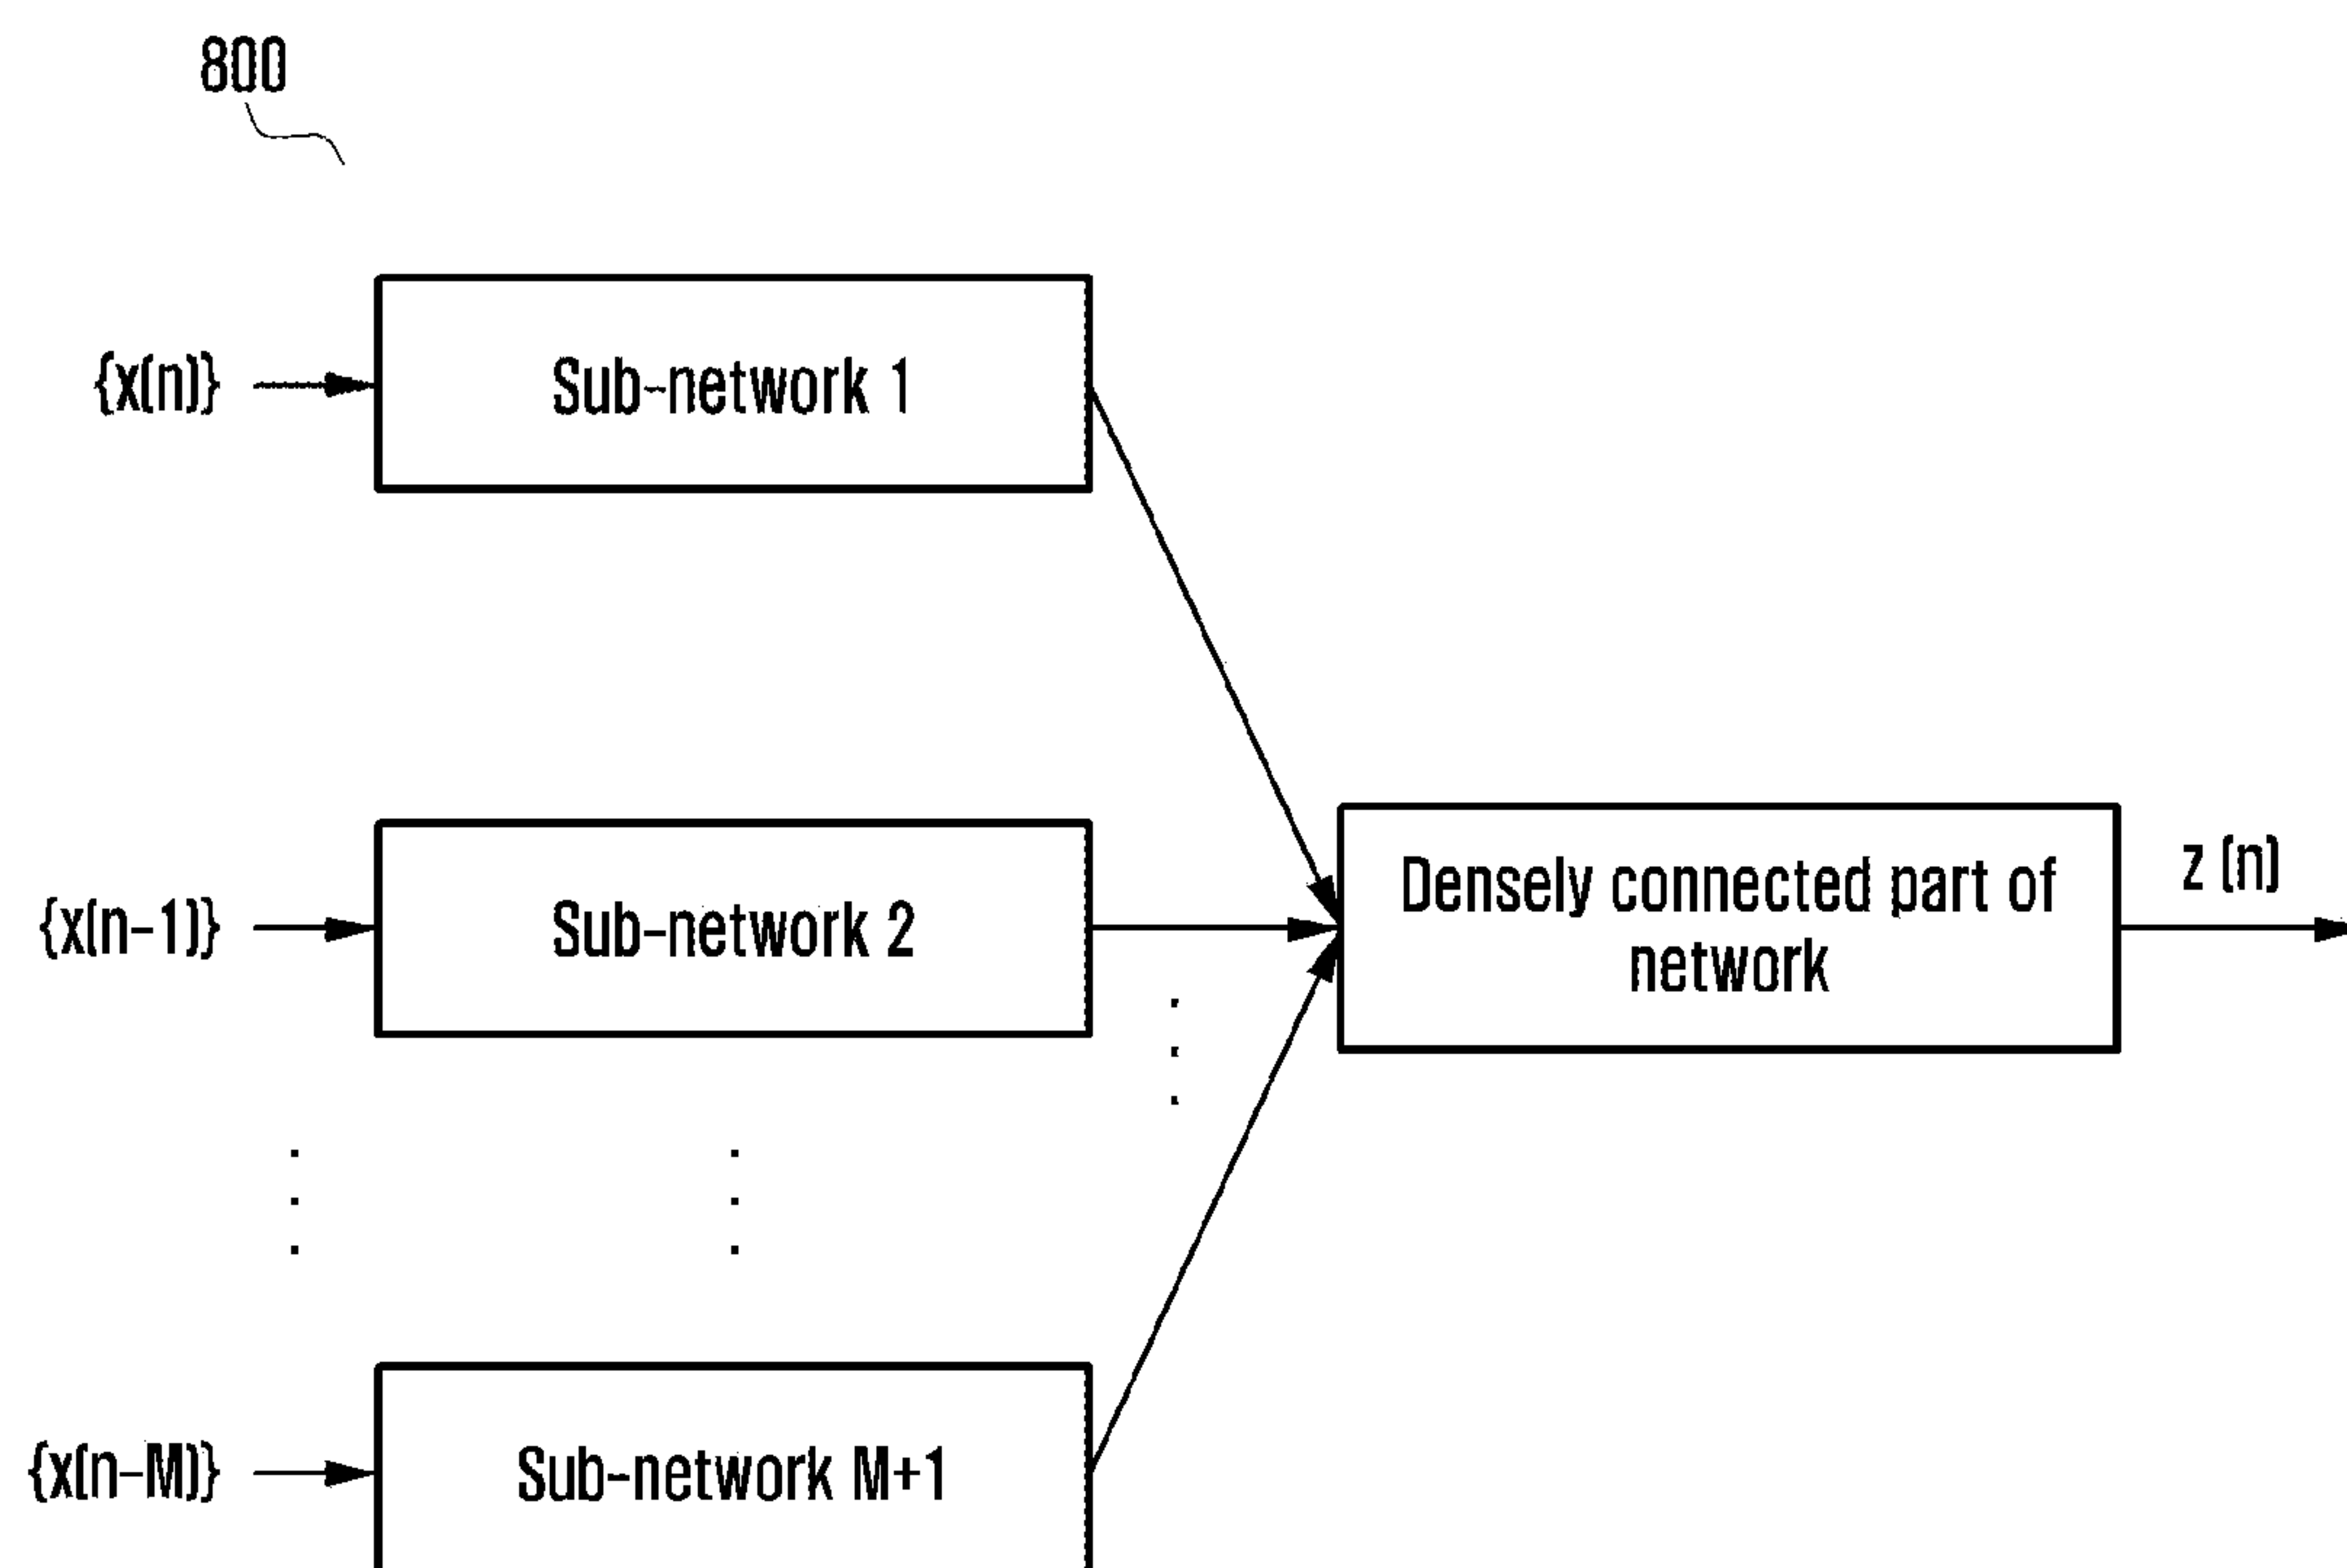 800
{x(n)}
Sub-network 1
{x(n-1)}
Sub-network 2
Densely connected part of
network
z (n)
{x(n-M)}
Sub-network M+1